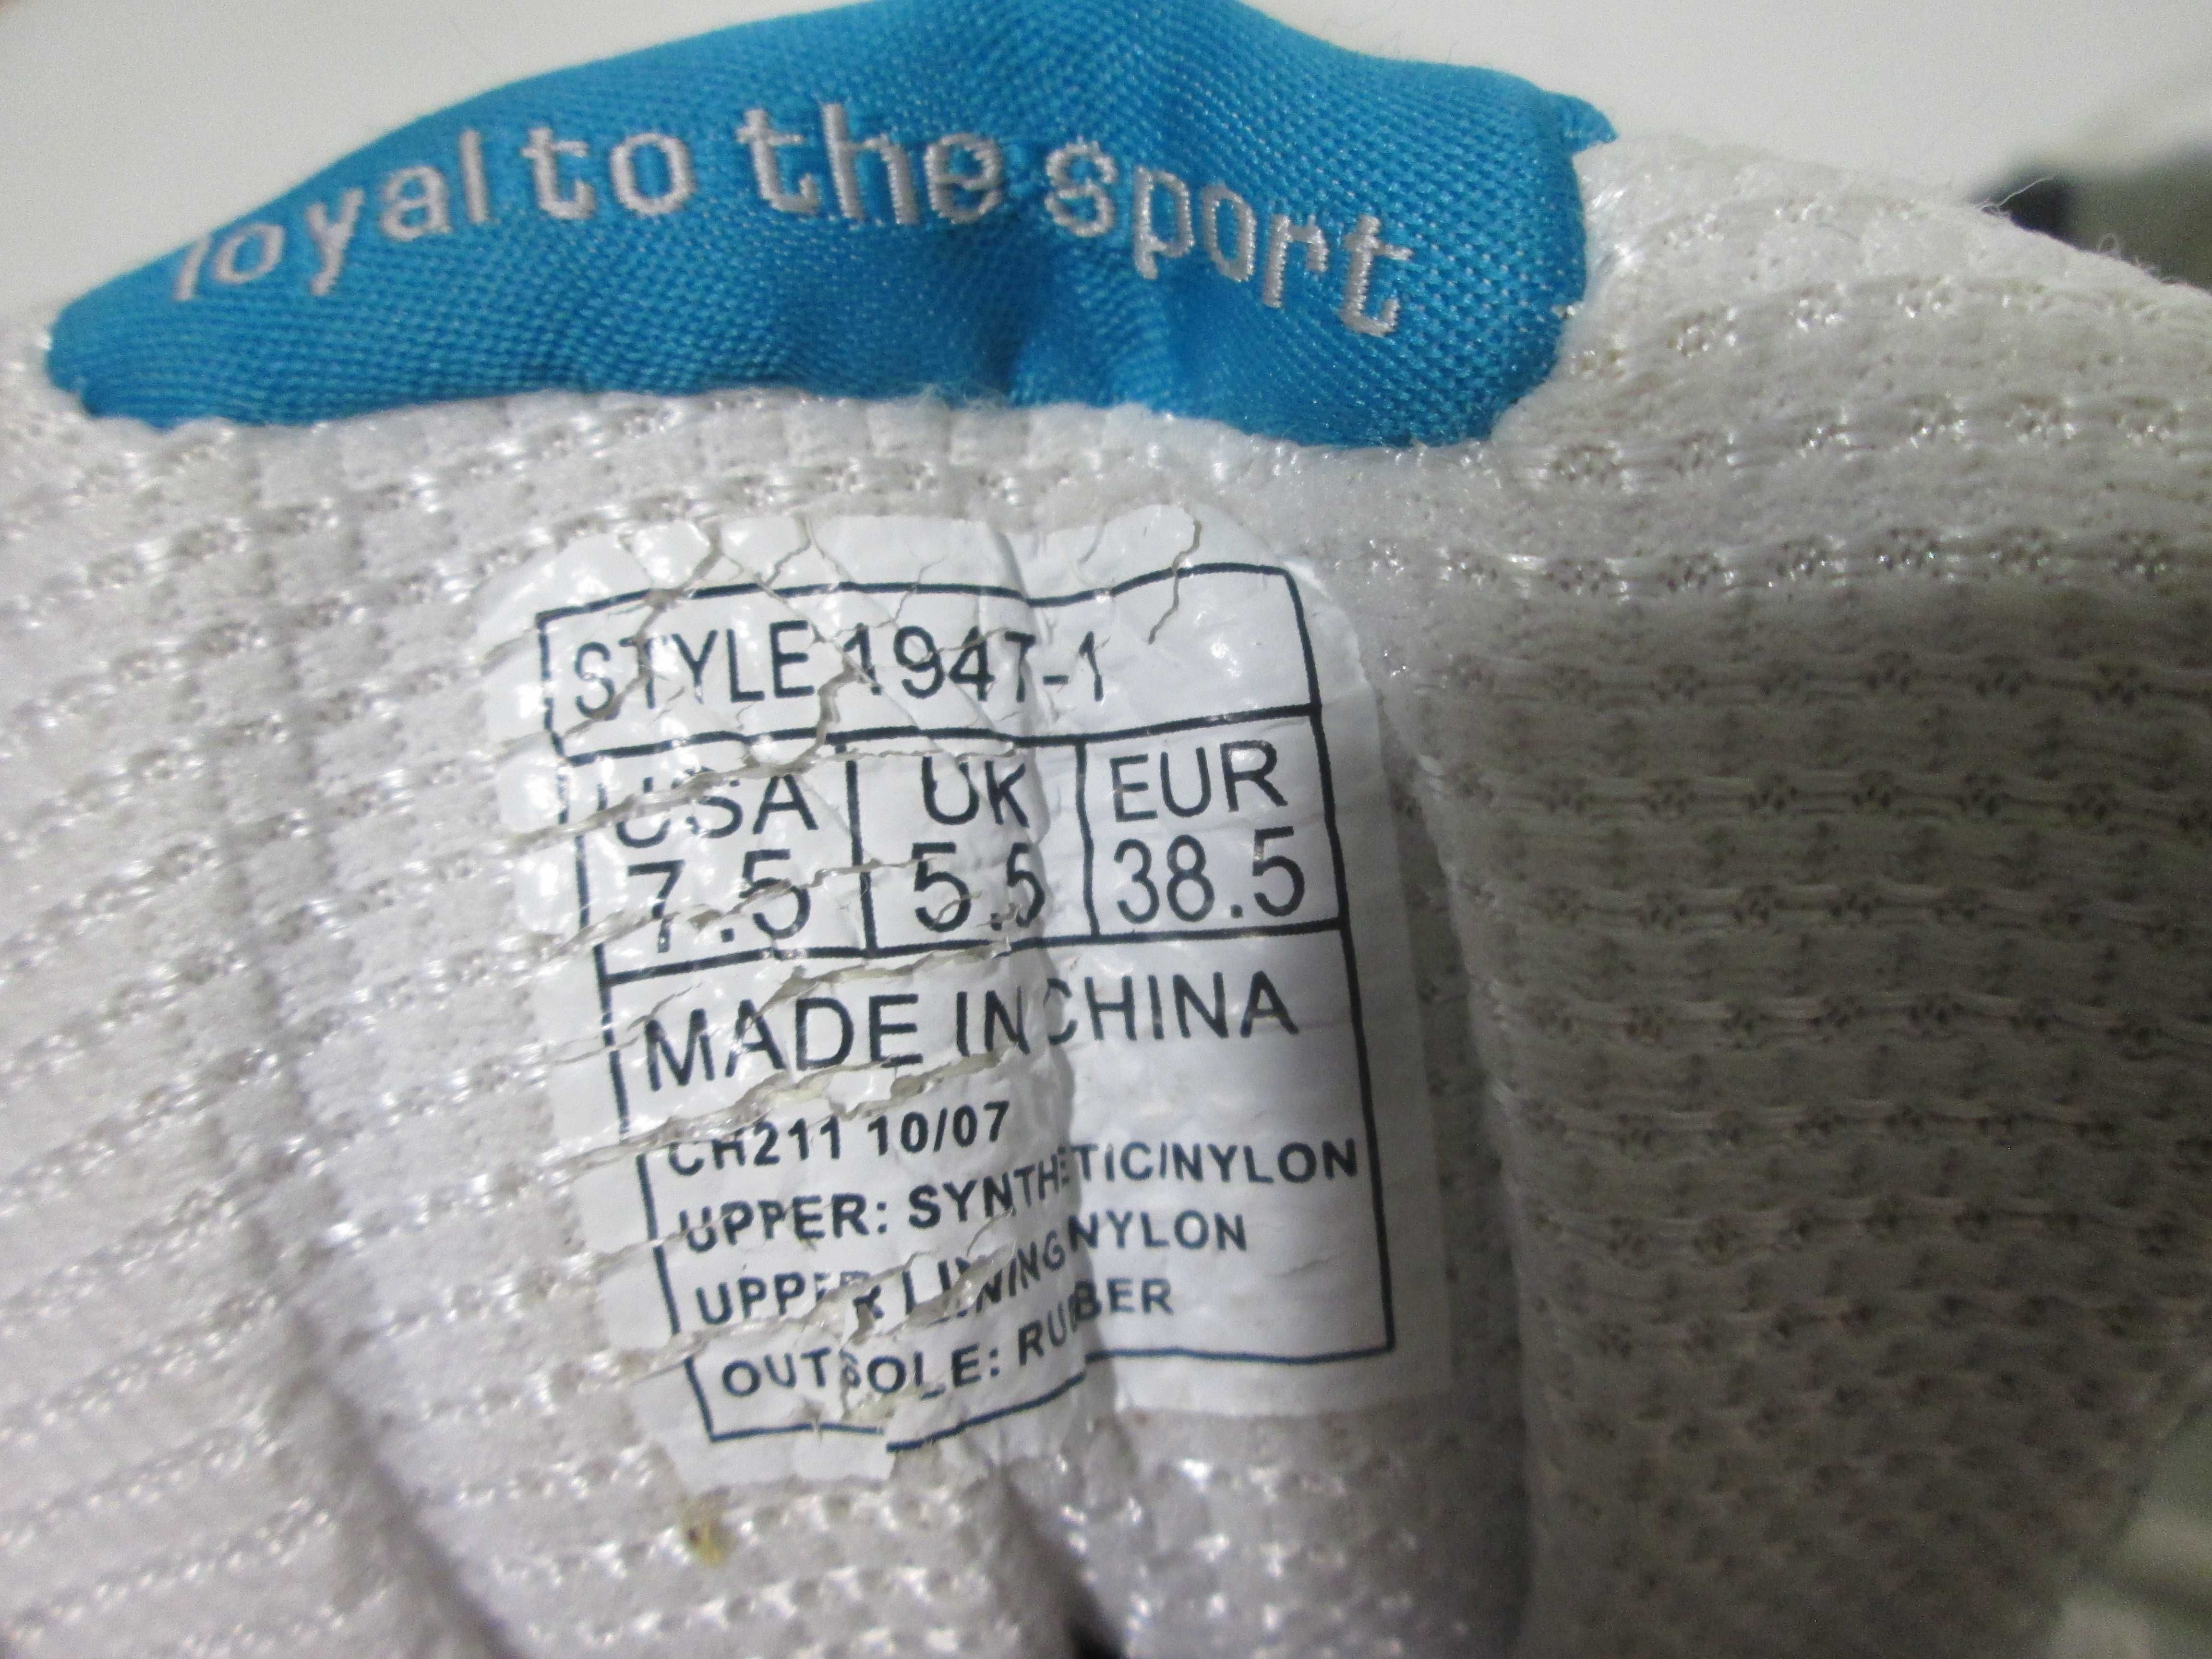 loyal to the sport
STYLE 1947-1
USA UK EUR
7.5 5.5 38.5
MADE IN CHINA
CH211 10/07
UPPER: SYNTHETIC/NYLON
UPPER LINING NYLON
OUTSOLE: RUBBER